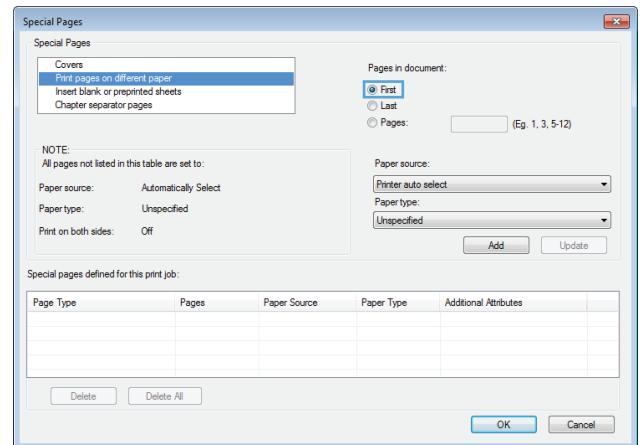 Special Pages
Special Pages
Covers
Print pages on different paper
Insert blank or preprinted sheets
Chapter separator pages
Pages in document:
First
Last
Pages: (Eg. 1, 3, 5-12)
NOTE:
All pages not listed in this table are set to:
Paper source: Automatically Select
Paper type: Unspecified
Print on both sides: Off
Paper source:
Printer auto select
Paper type:
Unspecified
Add Update
Special pages defined for this print job:
Page Type Pages Paper Source Paper Type Additional Attributes
Delete Delete All
OK Cancel